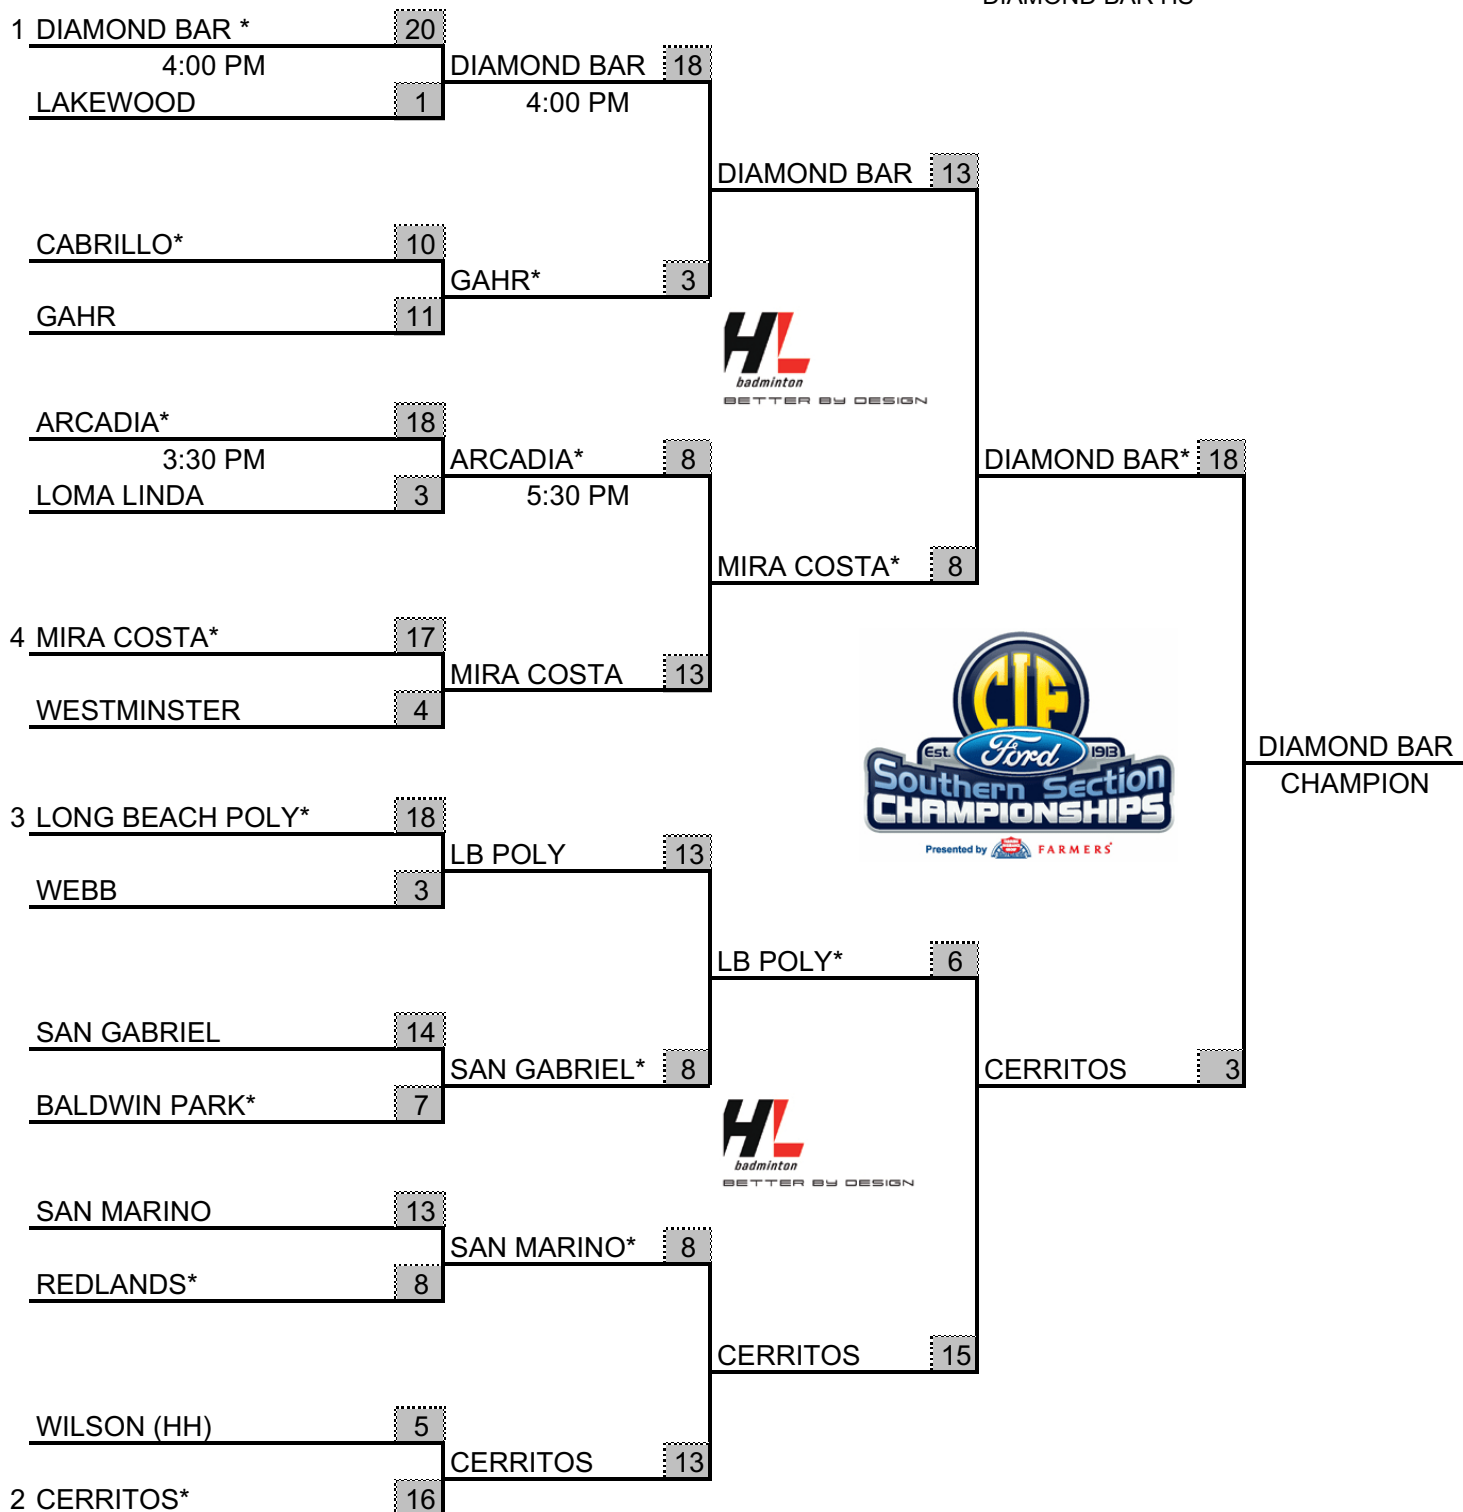 DIAMOND BAR HS
1 DIAMOND BAR * 20
4:00 PM
LAKEWOOD 1
DIAMOND BAR 18
4:00 PM
CABRILLO* 10
GAHR 11
GAHR* 3
DIAMOND BAR 13
ARCADIA* 18
3:30 PM
LOMA LINDA 3
ARCADIA* 8
5:30 PM
4 MIRA COSTA* 17
WESTMINSTER 4
MIRA COSTA 13
MIRA COSTA* 8
HL
badminton
BETTER BY DESIGN
DIAMOND BAR* 18
3 LONG BEACH POLY* 18
WEBB 3
LB POLY 13
SAN GABRIEL 14
BALDWIN PARK* 7
SAN GABRIEL* 8
LB POLY* 6
SAN MARINO 13
REDLANDS* 8
SAN MARINO* 8
WILSON (HH) 5
2 CERRITOS* 16
CERRITOS 13
CERRITOS 15
HL
badminton
BETTER BY DESIGN
CERRITOS 3
CIF
Est. Ford 1913
Southern Section
CHAMPIONSHIPS
Presented by FARMERS
DIAMOND BAR
CHAMPION